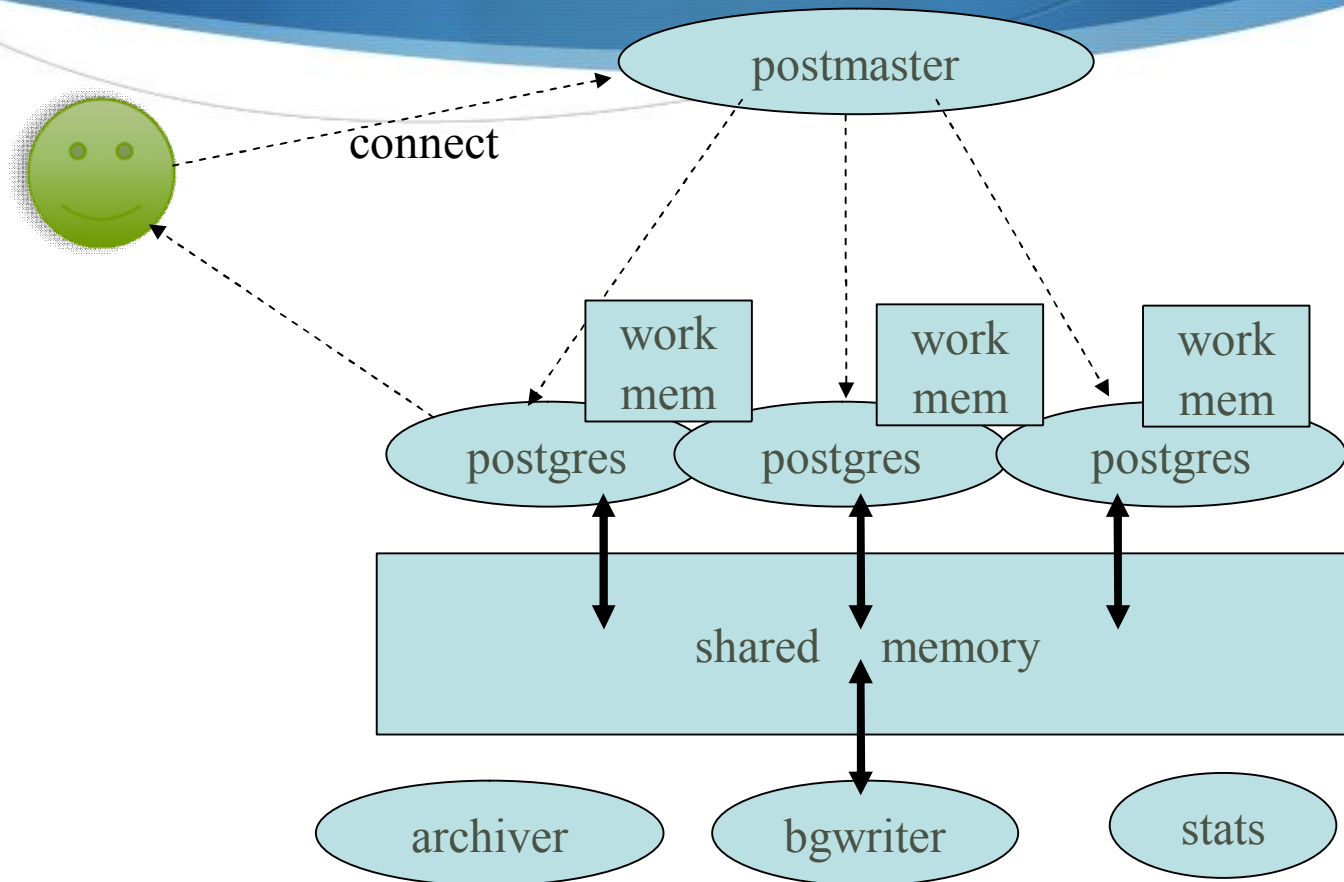 postmaster
connect
work
mem
work
mem
work
mem
postgres
postgres
postgres
shared memory
archiver
bgwriter
stats